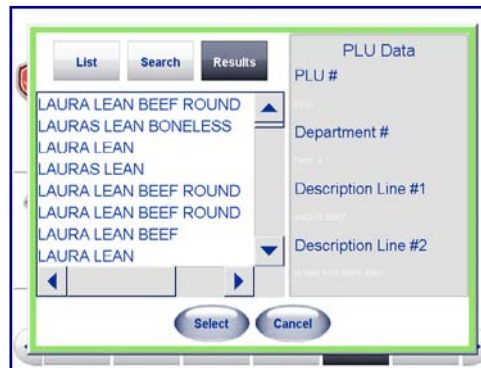 List Search Results
LAURA LEAN BEEF ROUND
LAURAS LEAN BONELESS
LAURA LEAN
LAURAS LEAN
LAURA LEAN BEEF ROUND
LAURA LEAN BEEF ROUND
LAURA LEAN BEEF
LAURA LEAN
PLU Data
PLU #
Department #
Description Line #1
Description Line #2
Select Cancel